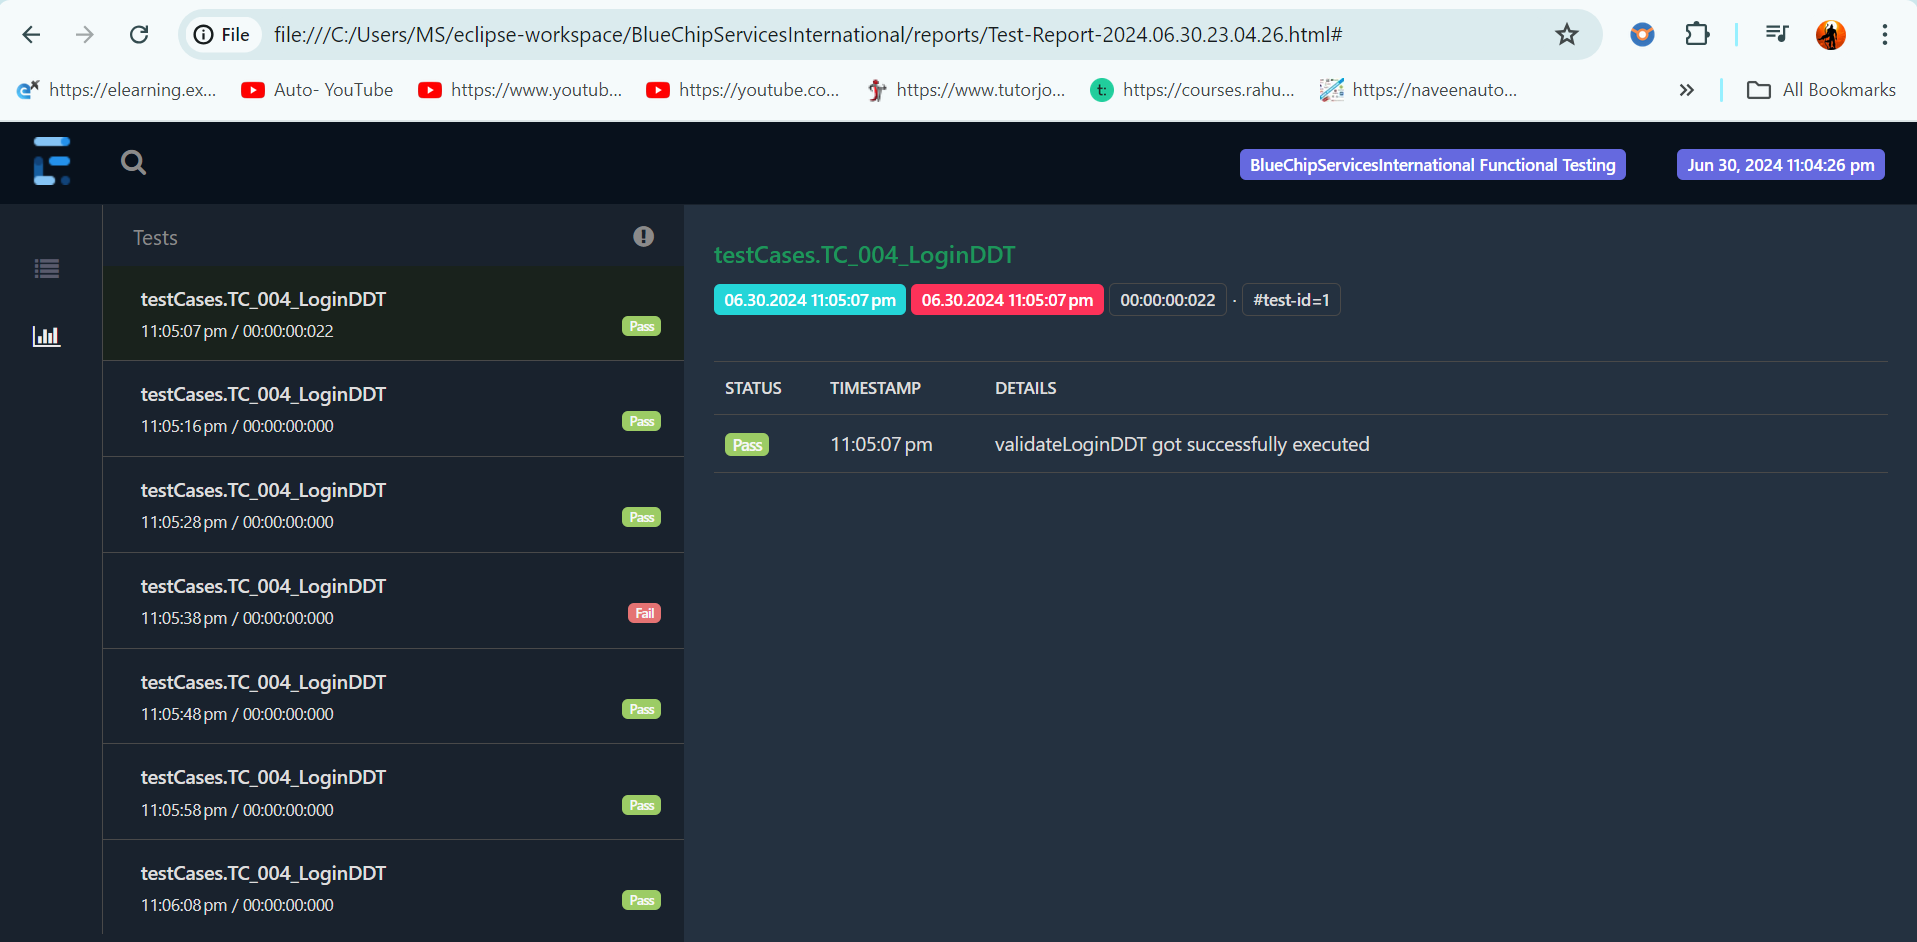 File file:///C:/Users/MS/eclipse-workspace/BlueChipServicesInternational/reports/Test-Report-2024.06.30.23.04.26.html#
https://elearning.ex... Auto- YouTube https://www.youtub... https://youtube.co... https://www.tutorjo... t: https://courses.rahu... https://naveenauto... » All Bookmarks
BlueChipServicesInternational Functional Testing Jun 30, 2024 11:04:26 pm
Tests
testCases.TC_004_LoginDDT
11:05:07 pm / 00:00:00:022 Pass
testCases.TC_004_LoginDDT
11:05:16 pm / 00:00:00:000 Pass
testCases.TC_004_LoginDDT
11:05:28 pm / 00:00:00:000 Pass
testCases.TC_004_LoginDDT
11:05:38 pm / 00:00:00:000 Fail
testCases.TC_004_LoginDDT
11:05:48 pm / 00:00:00:000 Pass
testCases.TC_004_LoginDDT
11:05:58 pm / 00:00:00:000 Pass
testCases.TC_004_LoginDDT
11:06:08 pm / 00:00:00:000 Pass
testCases.TC_004_LoginDDT
06.30.2024 11:05:07 pm 06.30.2024 11:05:07 pm 00:00:00:022 · #test-id=1
STATUS TIMESTAMP DETAILS
Pass 11:05:07 pm validateLoginDDT got successfully executed